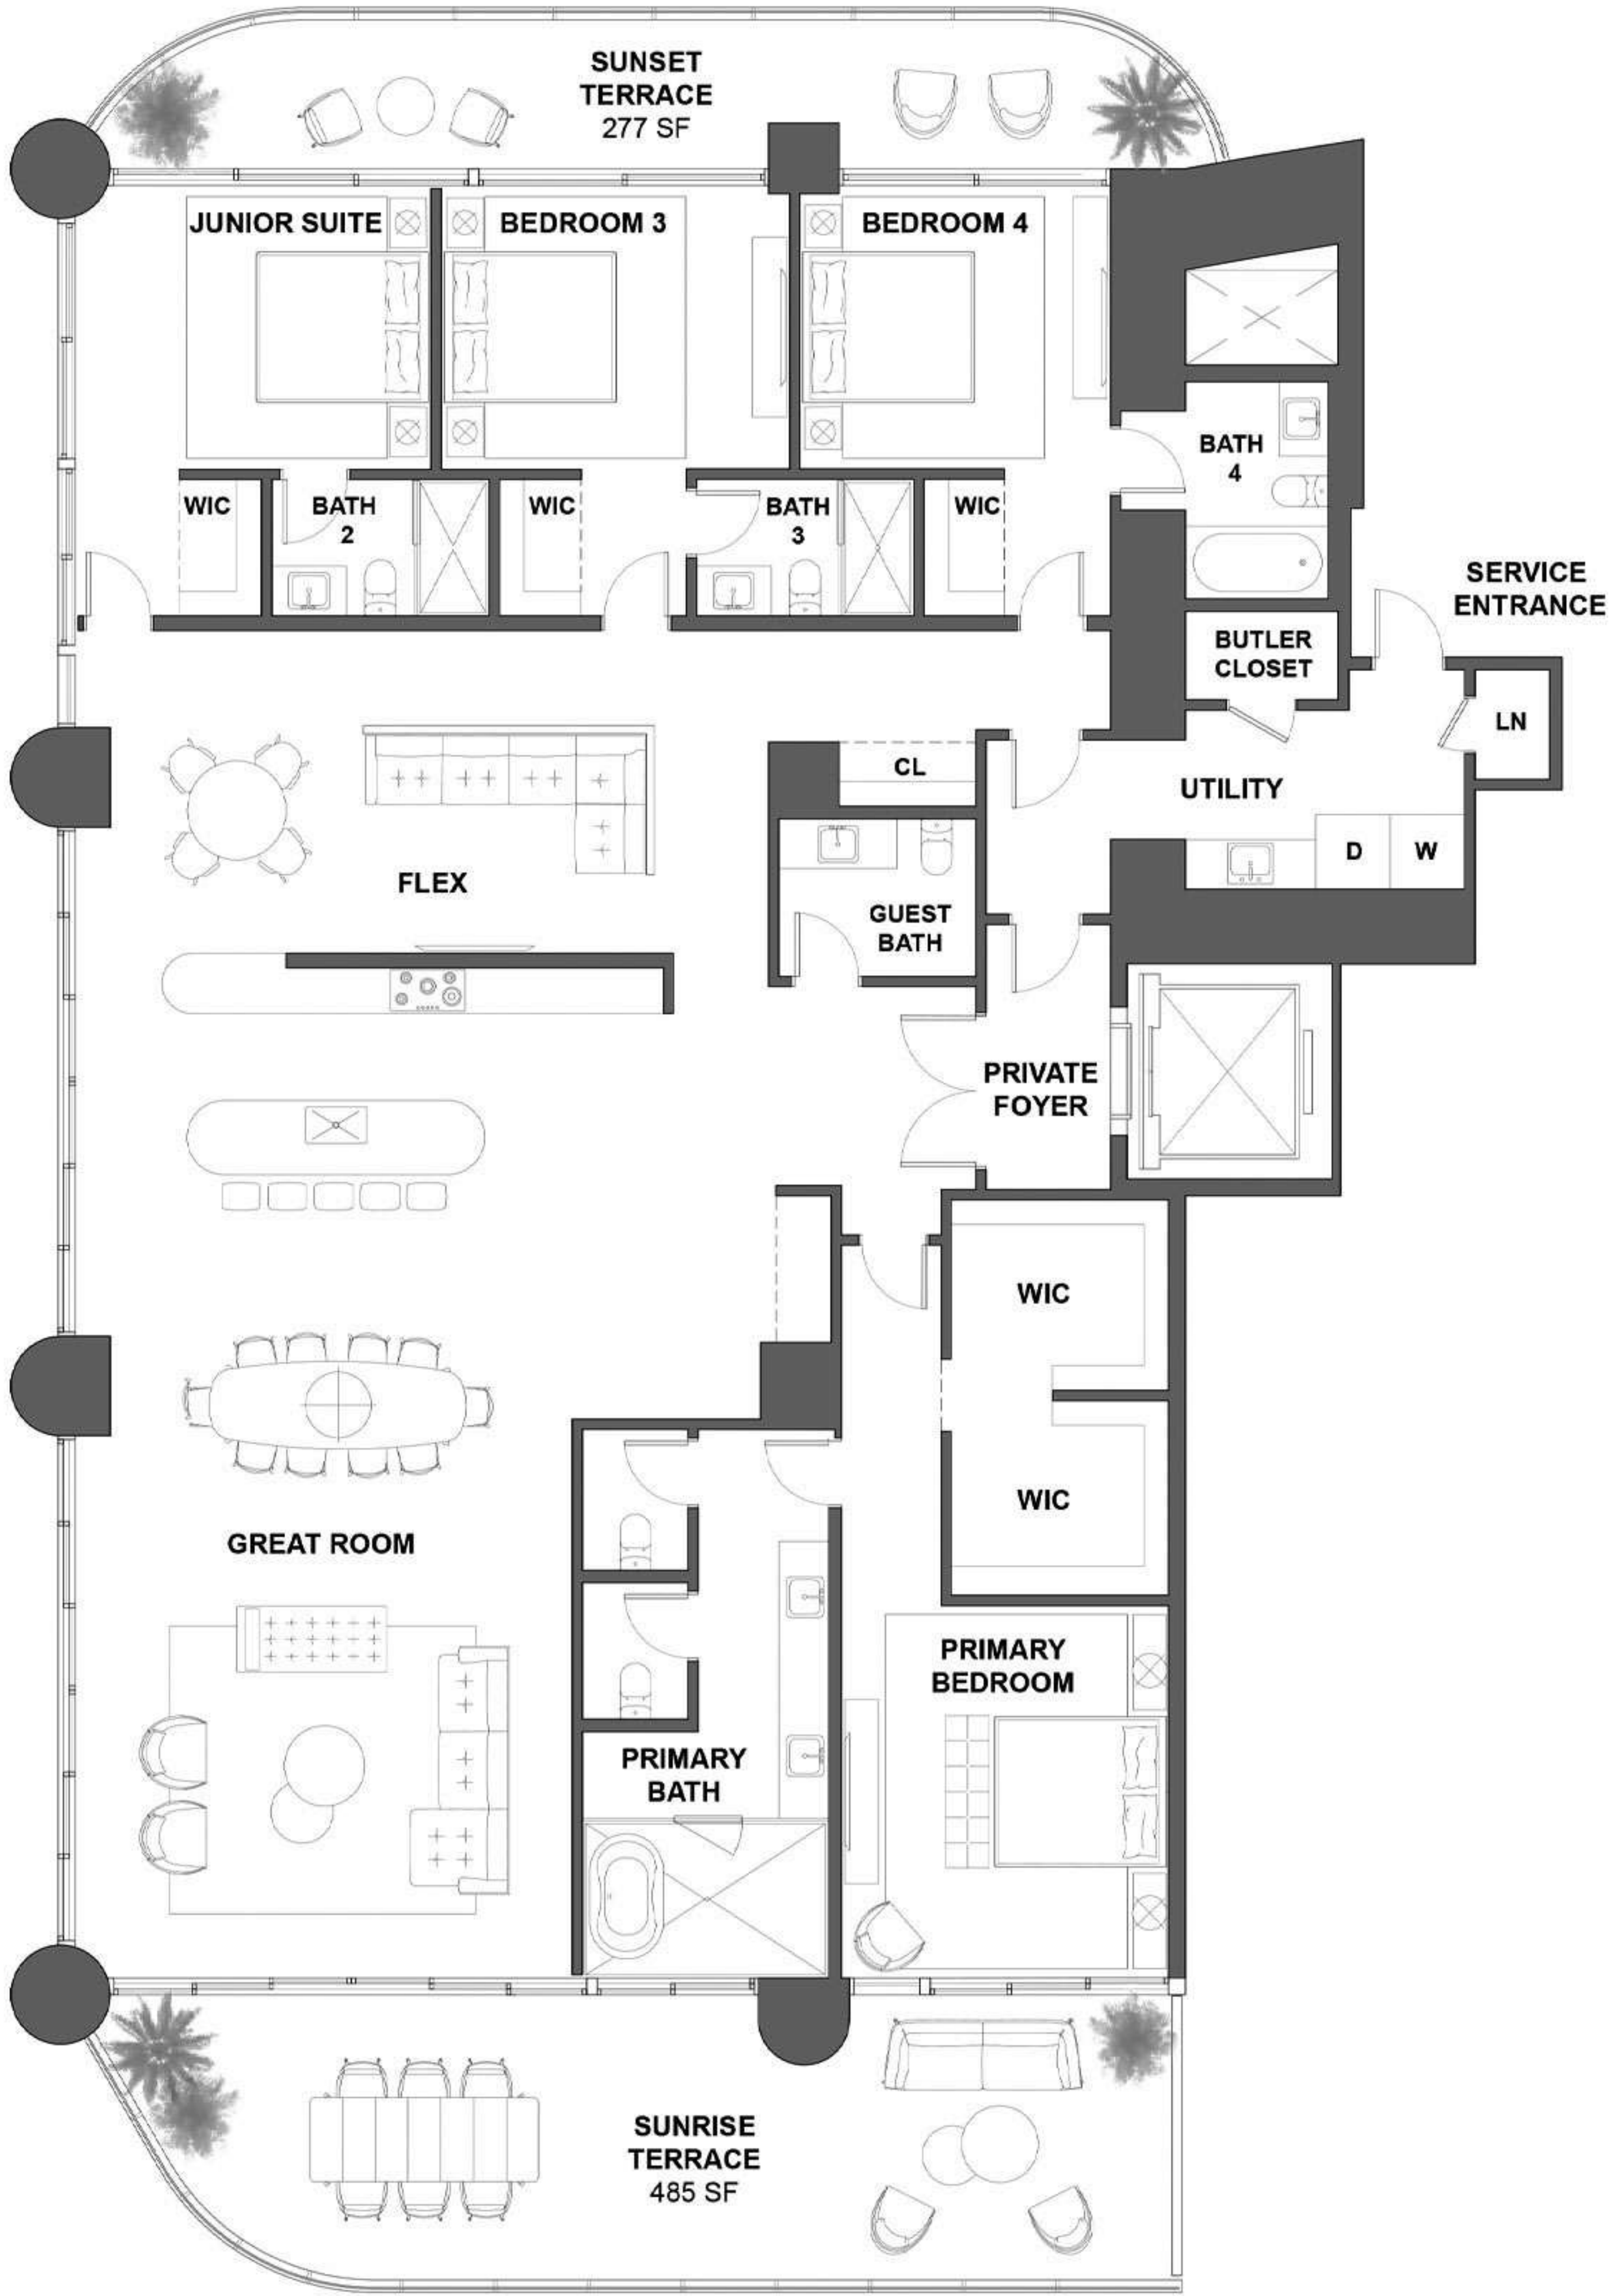 SUNSET
TERRACE
277 SF
JUNIOR SUITE
BEDROOM 3
BEDROOM 4
WIC
BATH
2
WIC
BATH
3
WIC
BATH
4
SERVICE
ENTRANCE
BUTLER
CLOSET
LN
CL
UTILITY
D
W
FLEX
GUEST
BATH
PRIVATE
FOYER
WIC
WIC
GREAT ROOM
PRIMARY
BEDROOM
PRIMARY
BATH
SUNRISE
TERRACE
485 SF